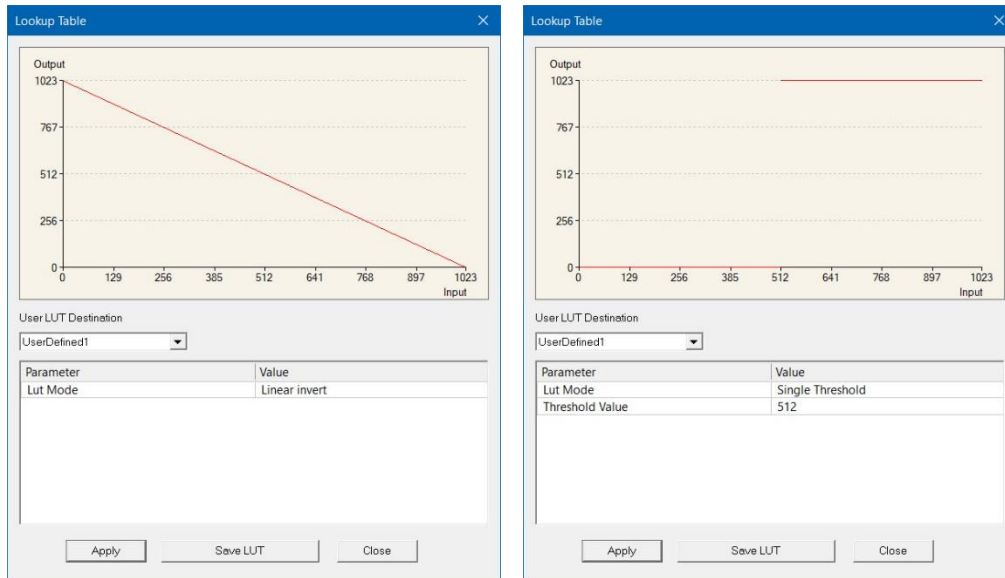 Lookup Table
Output
1023
767
512
256
0
0 129 256 385 512 641 768 897 1023
Input
User LUT Destination
UserDefined1
Parameter Value
Lut Mode Linear invert
Apply Save LUT Close
Lookup Table
Output
1023
767
512
256
0
0 129 256 385 512 641 768 897 1023
Input
User LUT Destination
UserDefined1
Parameter Value
Lut Mode Single Threshold
Threshold Value 512
Apply Save LUT Close